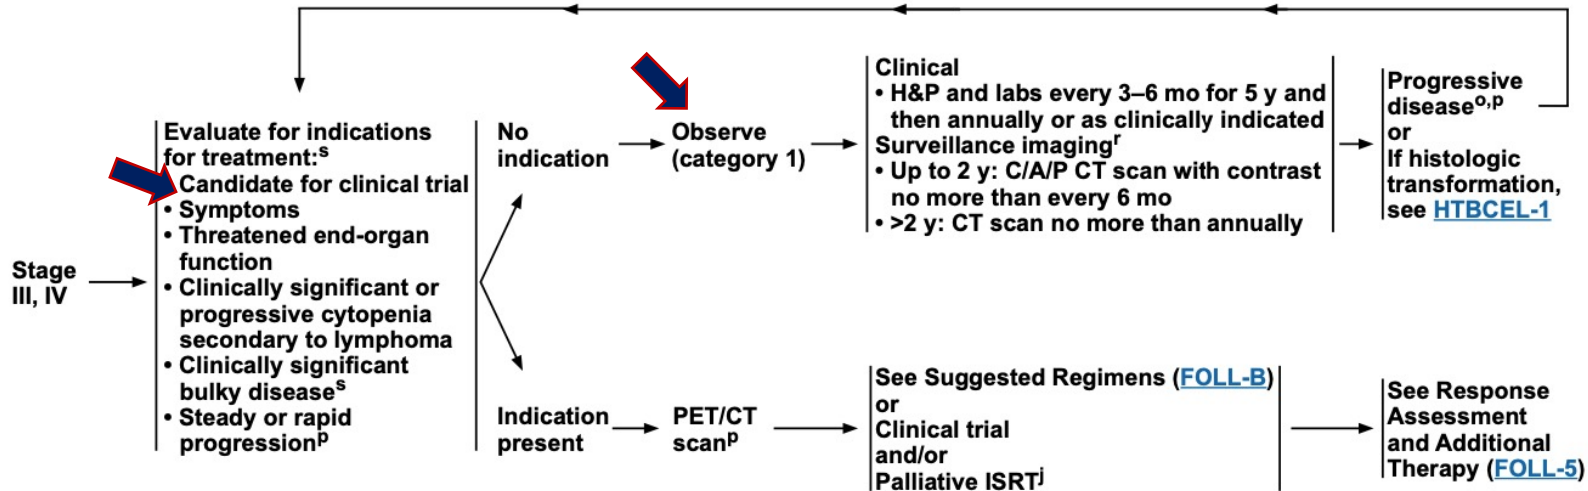 Stage
III, IV
Evaluate for indications
for treatment:s
Candidate for clinical trial
• Symptoms
• Threatened end-organ
function
• Clinically significant or
progressive cytopenia
secondary to lymphoma
• Clinically significant
bulky diseases
• Steady or rapid
progressionp
No
indication
Observe
(category 1)
Clinical
• H&P and labs every 3–6 mo for 5 y and
then annually or as clinically indicated
Surveillance imagingr
• Up to 2 y: C/A/P CT scan with contrast
no more than every 6 mo
• >2 y: CT scan no more than annually
Progressive
diseaseo,p
or
If histologic
transformation,
see HTBCEL-1
Indication
present
PET/CT
scanp
See Suggested Regimens (FOLL-B)
or
Clinical trial
and/or
Palliative ISRTj
See Response
Assessment
and Additional
Therapy (FOLL-5)